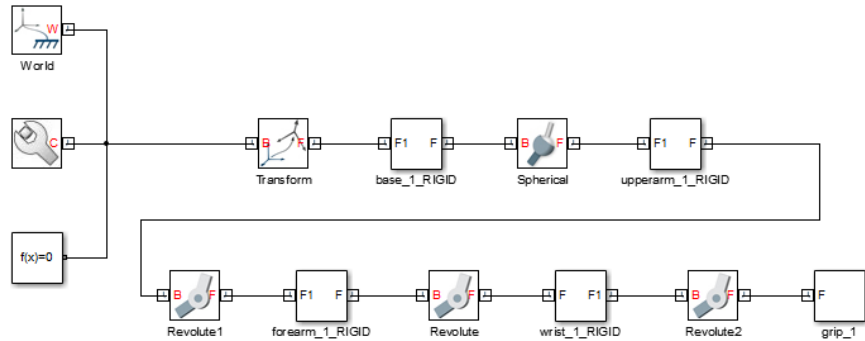 W
World
C
B F
Transform
F1 F
base_1_RIGID
B F
Spherical
F1 F
upperarm_1_RIGID
f(x)=0
B F
Revolute1
F1 F
forearm_1_RIGID
B F
Revolute
F F1
wrist_1_RIGID
B F
Revolute2
F
grip_1